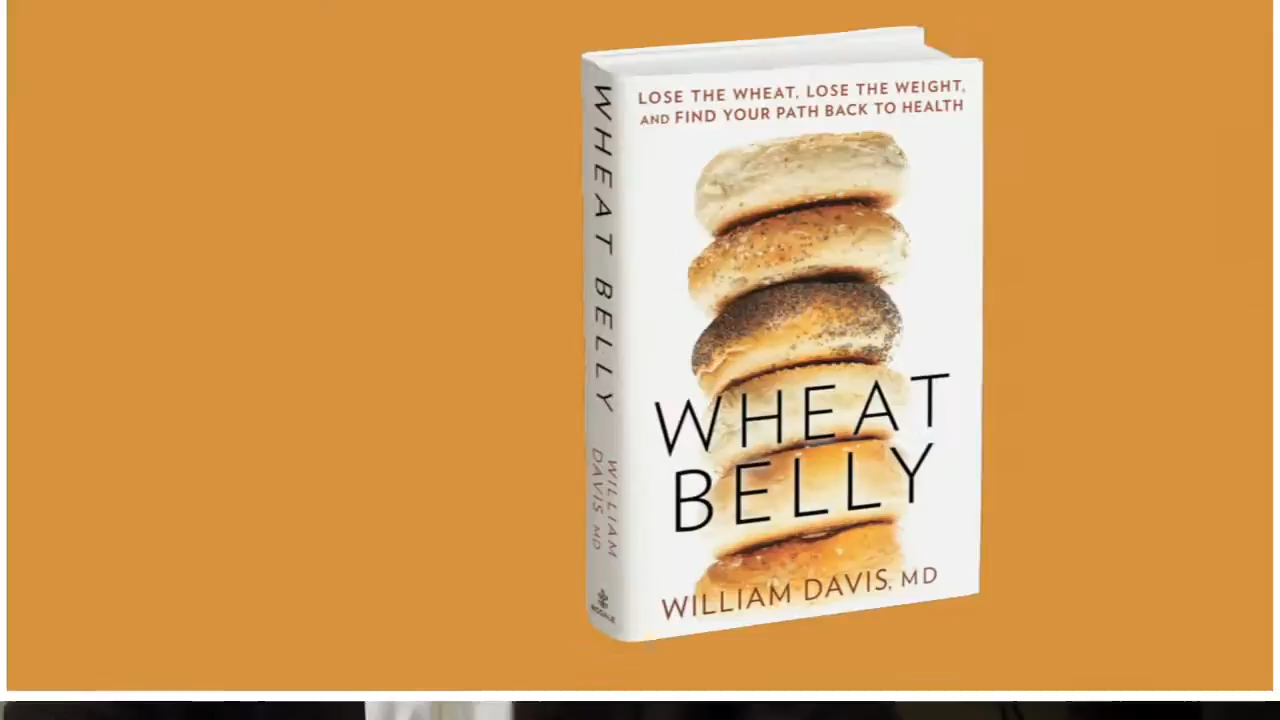 LOSE THE WHEAT, LOSE THE WEIGHT,
AND FIND YOUR PATH BACK TO HEALTH
WHEAT
BELLY
WILLIAM DAVIS, MD
WHEAT BELLY
WILLIAM
DAVIS MD
RODALE